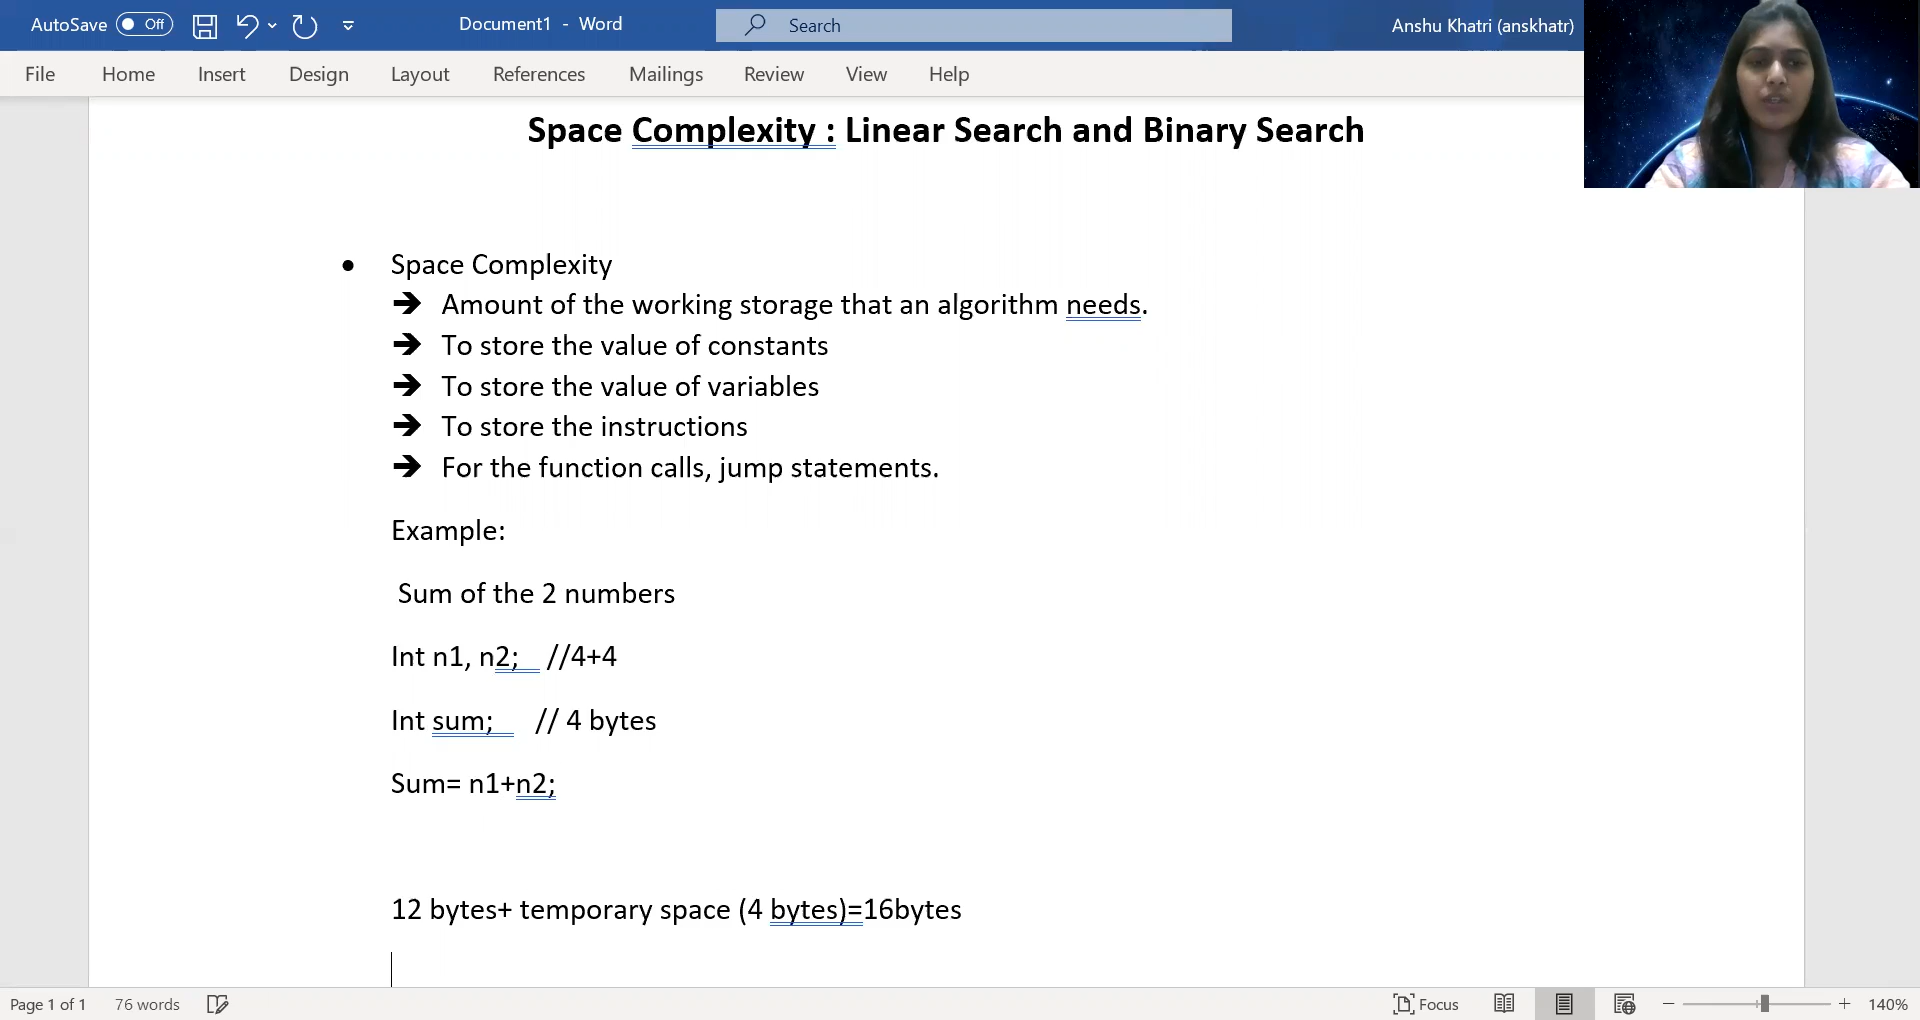 AutoSave Off Document1 - Word Search Anshu Khatri (anskhatr)
File Home Insert Design Layout References Mailings Review View Help
Space Complexity : Linear Search and Binary Search
● Space Complexity
➔ Amount of the working storage that an algorithm needs.
➔ To store the value of constants
➔ To store the value of variables
➔ To store the instructions
➔ For the function calls, jump statements.
Example:
Sum of the 2 numbers
Int n1, n2; //4+4
Int sum; // 4 bytes
Sum= n1+n2;
12 bytes+ temporary space (4 bytes)=16bytes
Page 1 of 1 76 words Focus 140%